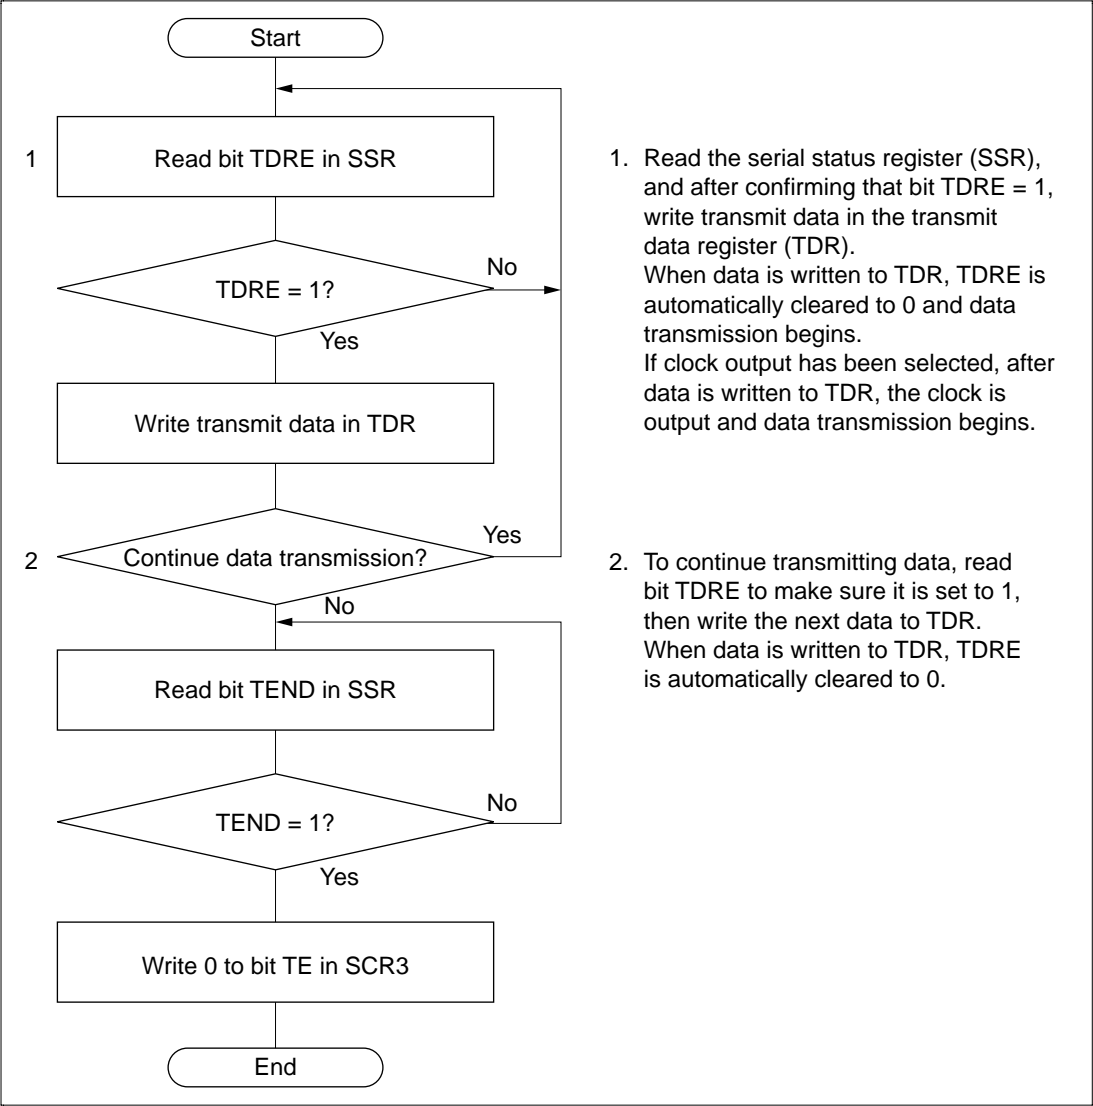 Start
1
Read bit TDRE in SSR
TDRE = 1?
No
Yes
Write transmit data in TDR
2
Continue data transmission?
Yes
No
Read bit TEND in SSR
TEND = 1?
No
Yes
Write 0 to bit TE in SCR3
End
1. Read the serial status register (SSR),
and after confirming that bit TDRE = 1,
write transmit data in the transmit
data register (TDR).
When data is written to TDR, TDRE is
automatically cleared to 0 and data
transmission begins.
If clock output has been selected, after
data is written to TDR, the clock is
output and data transmission begins.
2. To continue transmitting data, read
bit TDRE to make sure it is set to 1,
then write the next data to TDR.
When data is written to TDR, TDRE
is automatically cleared to 0.